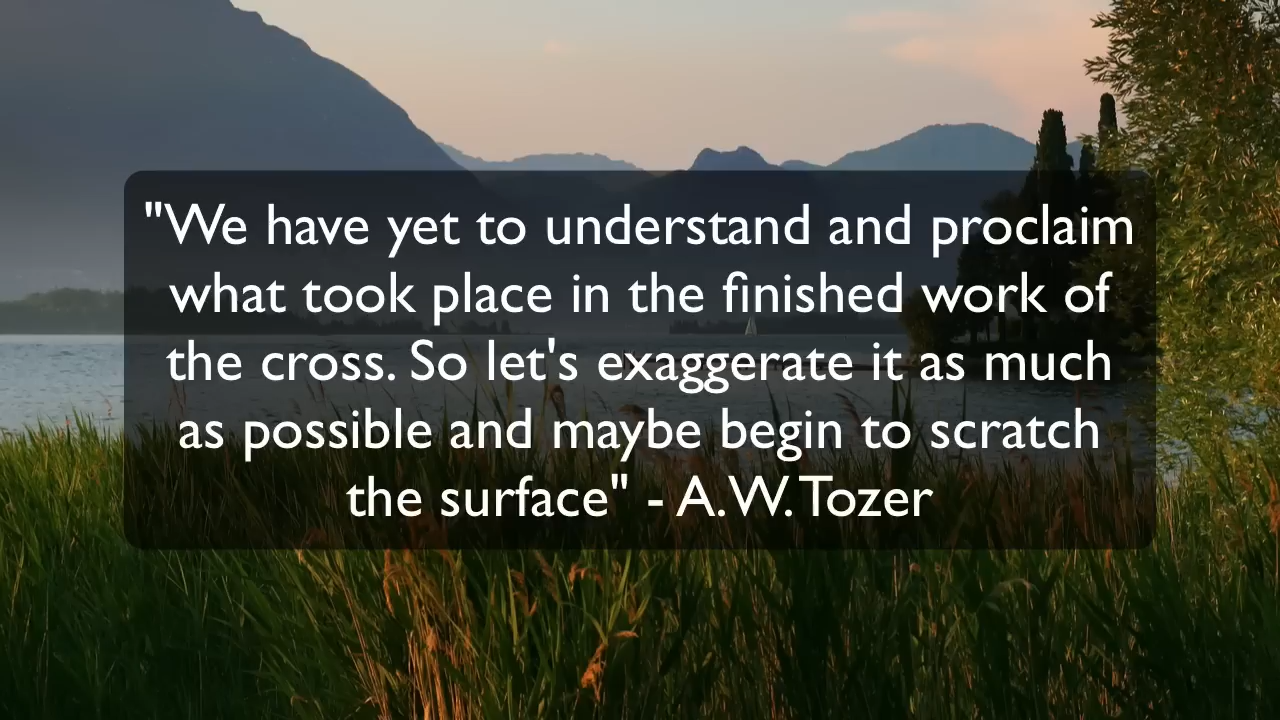 "We have yet to understand and proclaim
what took place in the finished work of
the cross. So let's exaggerate it as much
as possible and maybe begin to scratch
the surface" - A.W. Tozer